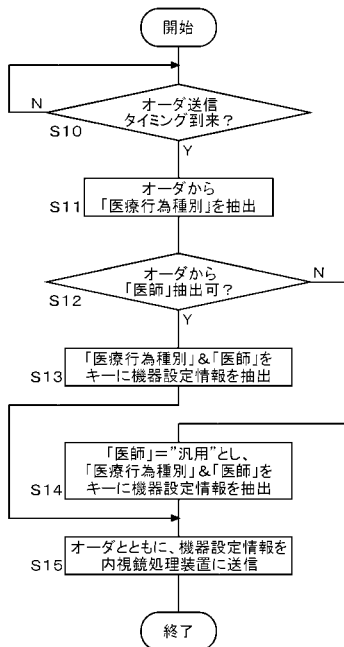 開始
オーダ送信
タイミング到来?
N
S10
Y
オーダから
「医療行為種別」を抽出
S11
オーダから
「医師」抽出可?
N
S12
Y
「医療行為種別」&「医師」を
キーに機器設定情報を抽出
S13
「医師」="汎用"とし、
「医療行為種別」&「医師」を
キーに機器設定情報を抽出
S14
オーダとともに、機器設定情報を
内視鏡処理装置に送信
S15
終了